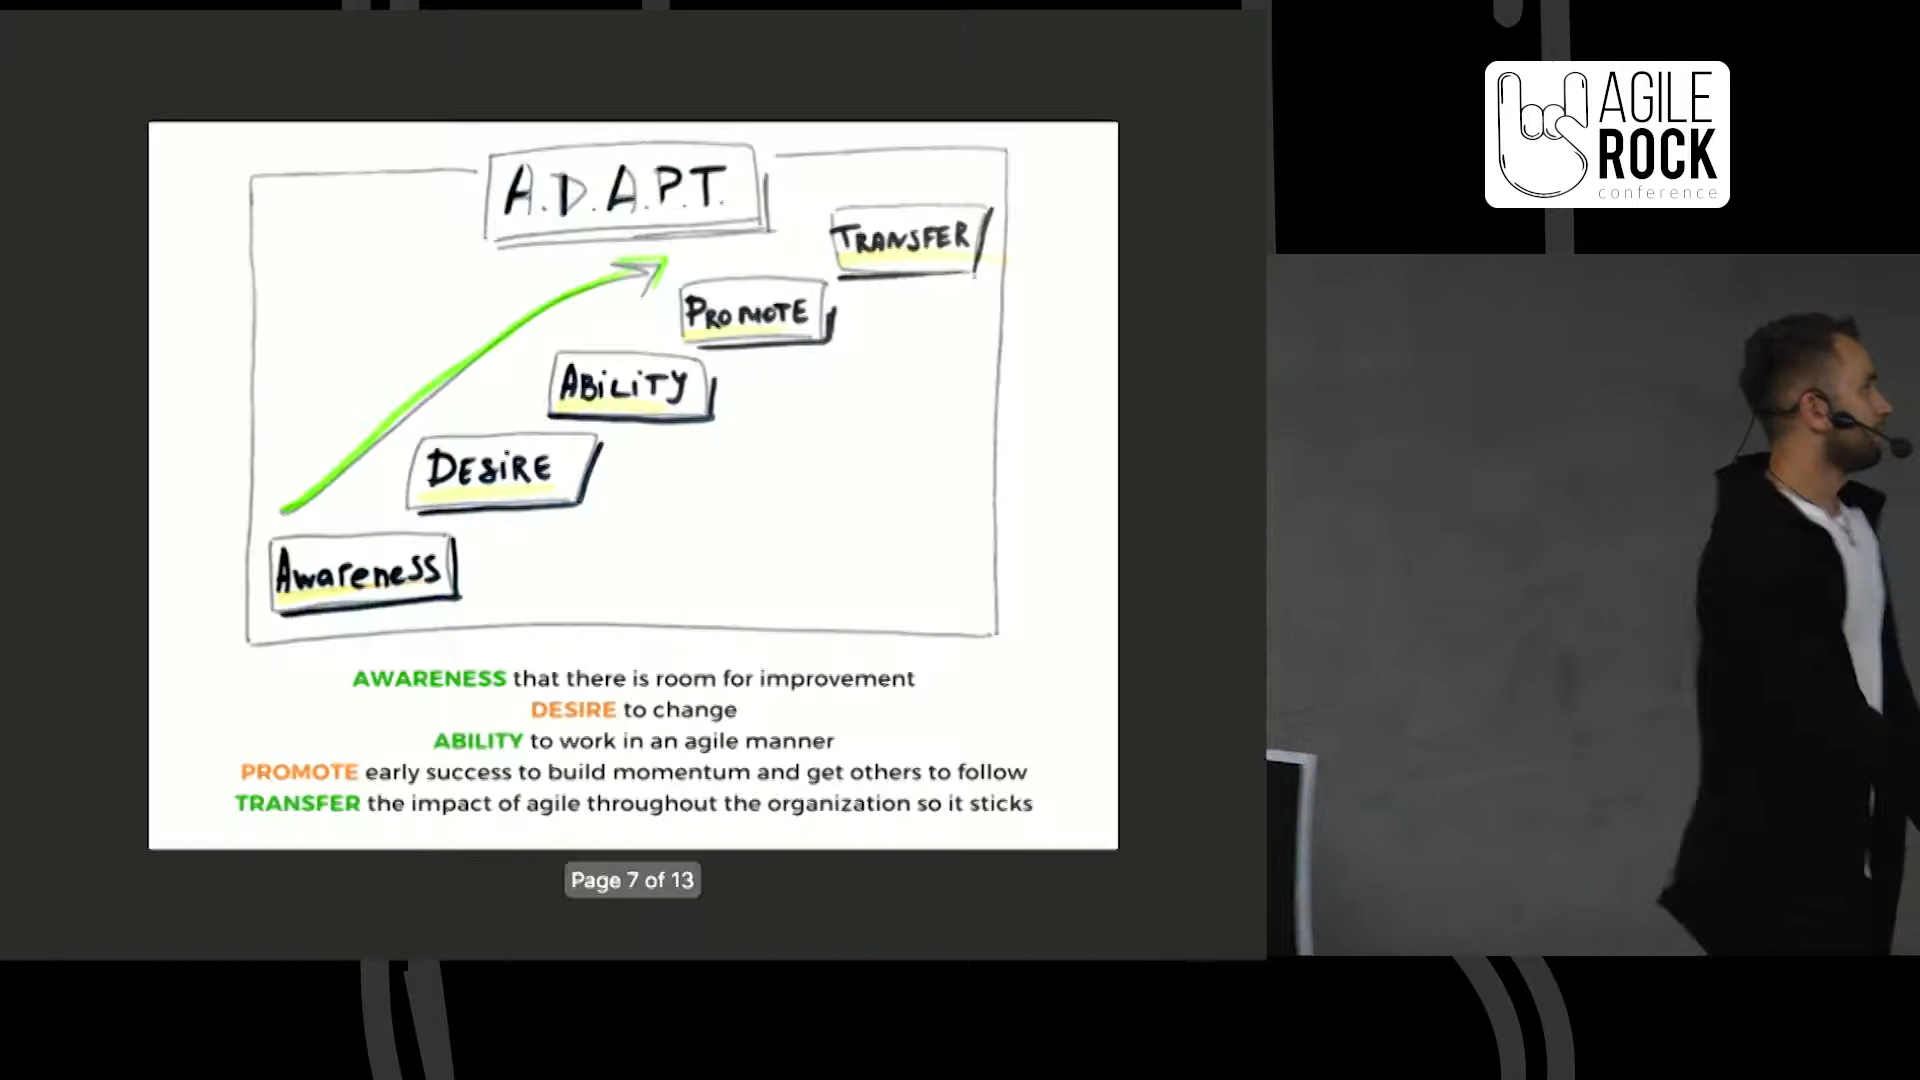 A.D.A.P.T.
TRANSFER
PROMOTE
ABILITY
DESIRE
Awareness
AWARENESS that there is room for improvement
DESIRE to change
ABILITY to work in an agile manner
PROMOTE early success to build momentum and get others to follow
TRANSFER the impact of agile throughout the organization so it sticks
Page 7 of 13
AGILE
ROCK
conference